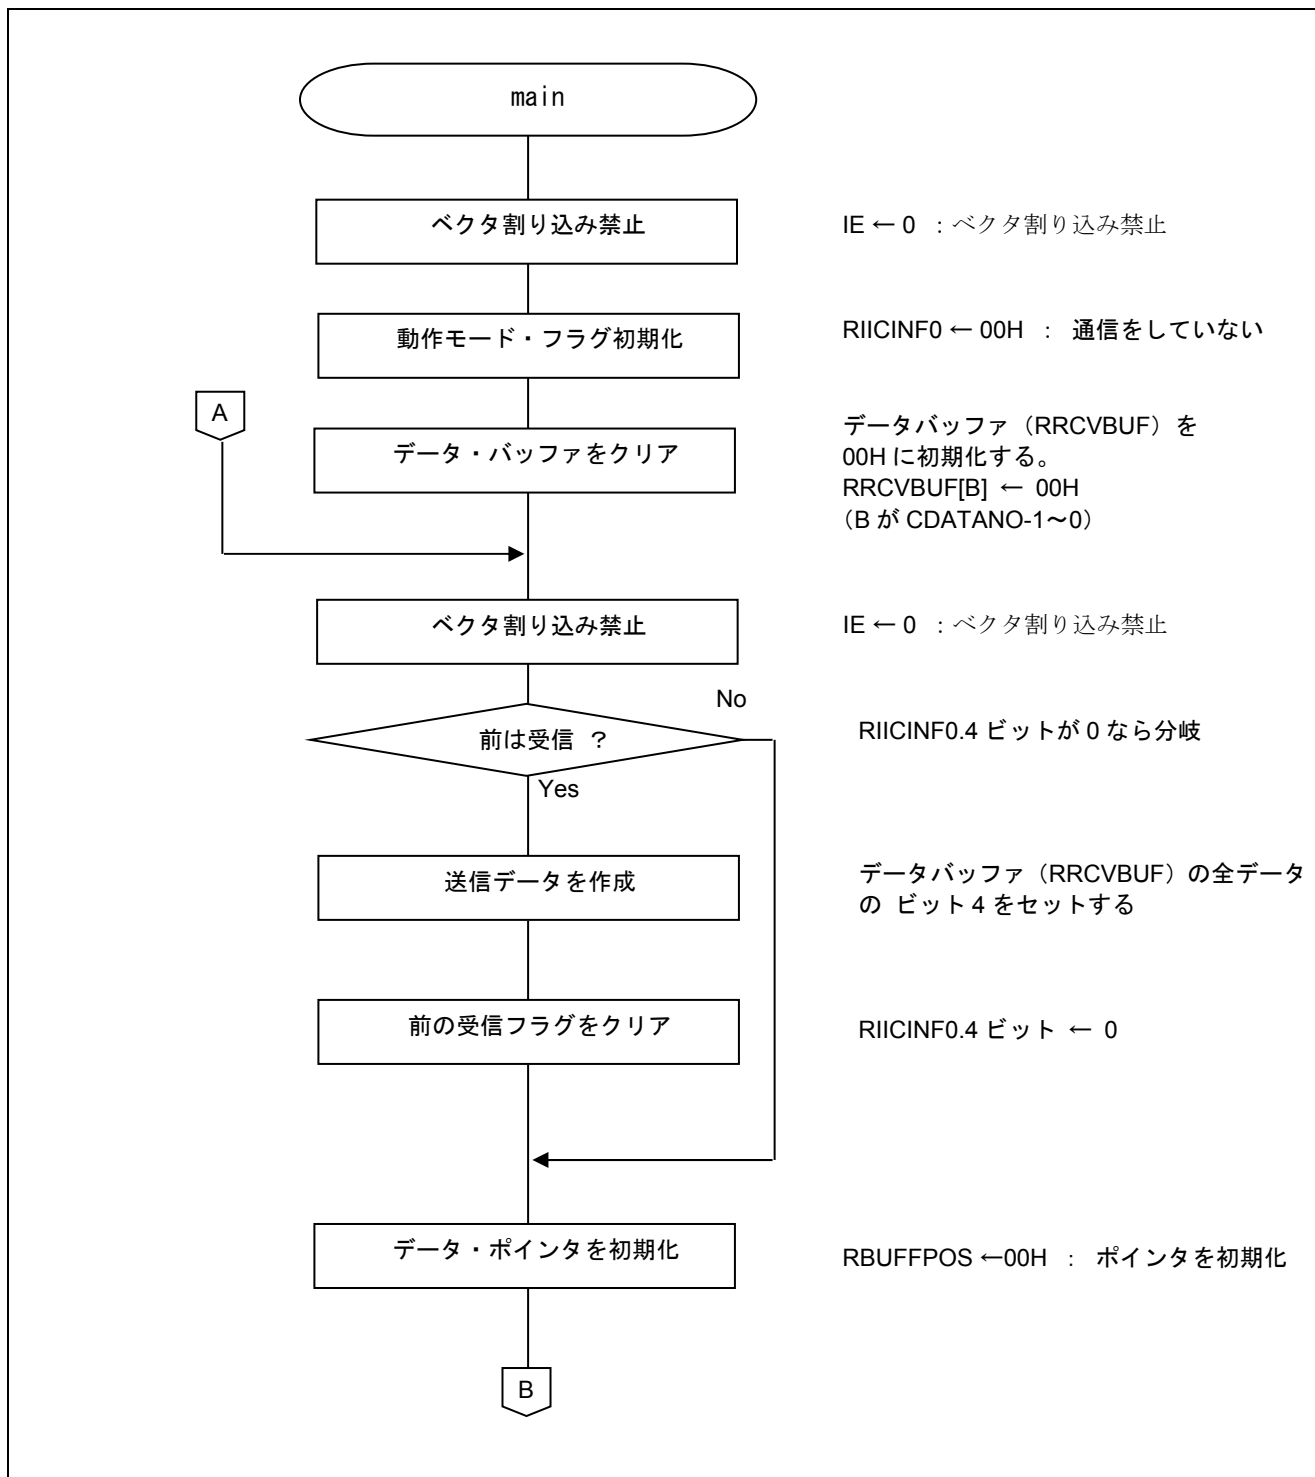 main
ベクタ割り込み禁止
IE ← 0 ：ベクタ割り込み禁止
動作モード・フラグ初期化
RIICINF0 ← 00H ： 通信をしていない
A
データ・バッファをクリア
データバッファ（RRCVBUF）を
00H に初期化する。
RRCVBUF[B] ← 00H
（B が CDATANO-1～0）
ベクタ割り込み禁止
IE ← 0 ：ベクタ割り込み禁止
No
前は受信 ？
RIICINF0.4 ビットが 0 なら分岐
Yes
送信データを作成
データバッファ（RRCVBUF）の全データ
の ビット 4 をセットする
前の受信フラグをクリア
RIICINF0.4 ビット ← 0
データ・ポインタを初期化
RBUFFPOS ←00H ： ポインタを初期化
B